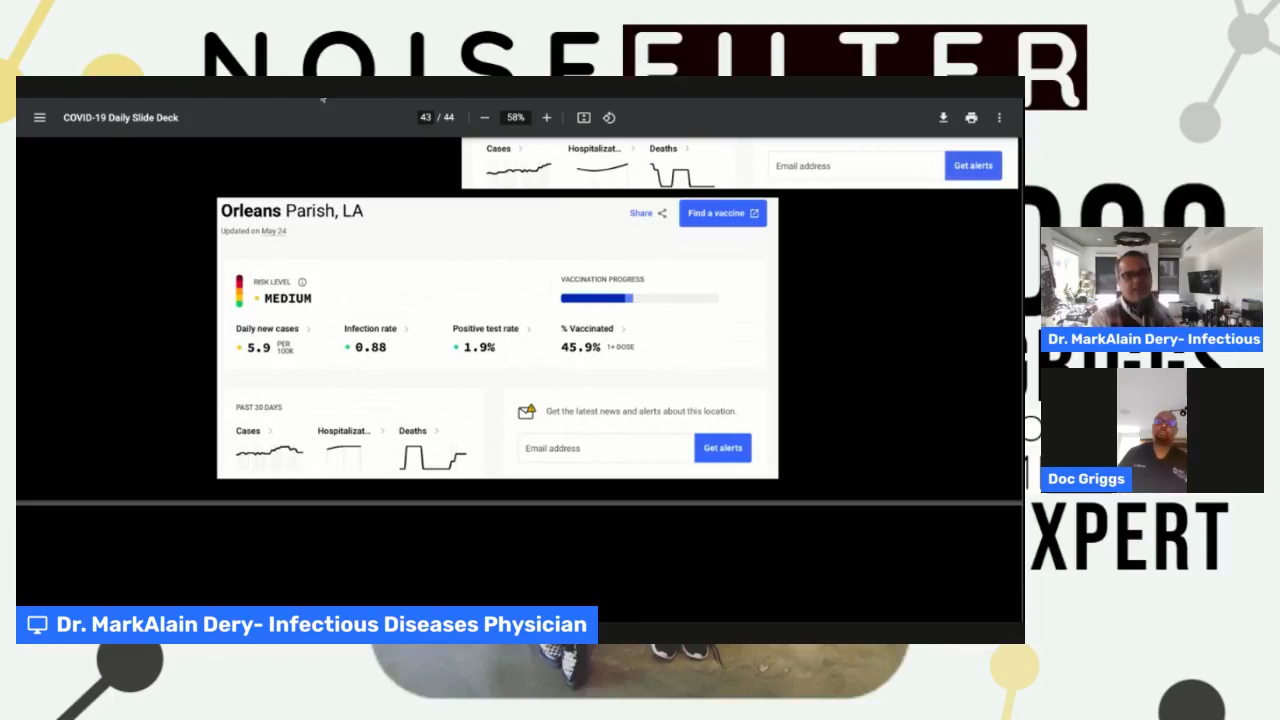 NOISEFILTER
COVID-19 Daily Slide Deck
43 / 44
58%
Cases
Hospitalizat...
Deaths
Email address
Get alerts
Orleans Parish, LA
Updated on May 24
Share
Find a vaccine
RISK LEVEL
MEDIUM
VACCINATION PROGRESS
Daily new cases
Infection rate
Positive test rate
% Vaccinated
5.9 PER 100K
0.88
1.9%
45.9% 1+ DOSE
PAST 30 DAYS
Get the latest news and alerts about this location.
Cases
Hospitalizat...
Deaths
Email address
Get alerts
Dr. MarkAlain Dery- Infectious
Doc Griggs
XPERT
Dr. MarkAlain Dery- Infectious Diseases Physician